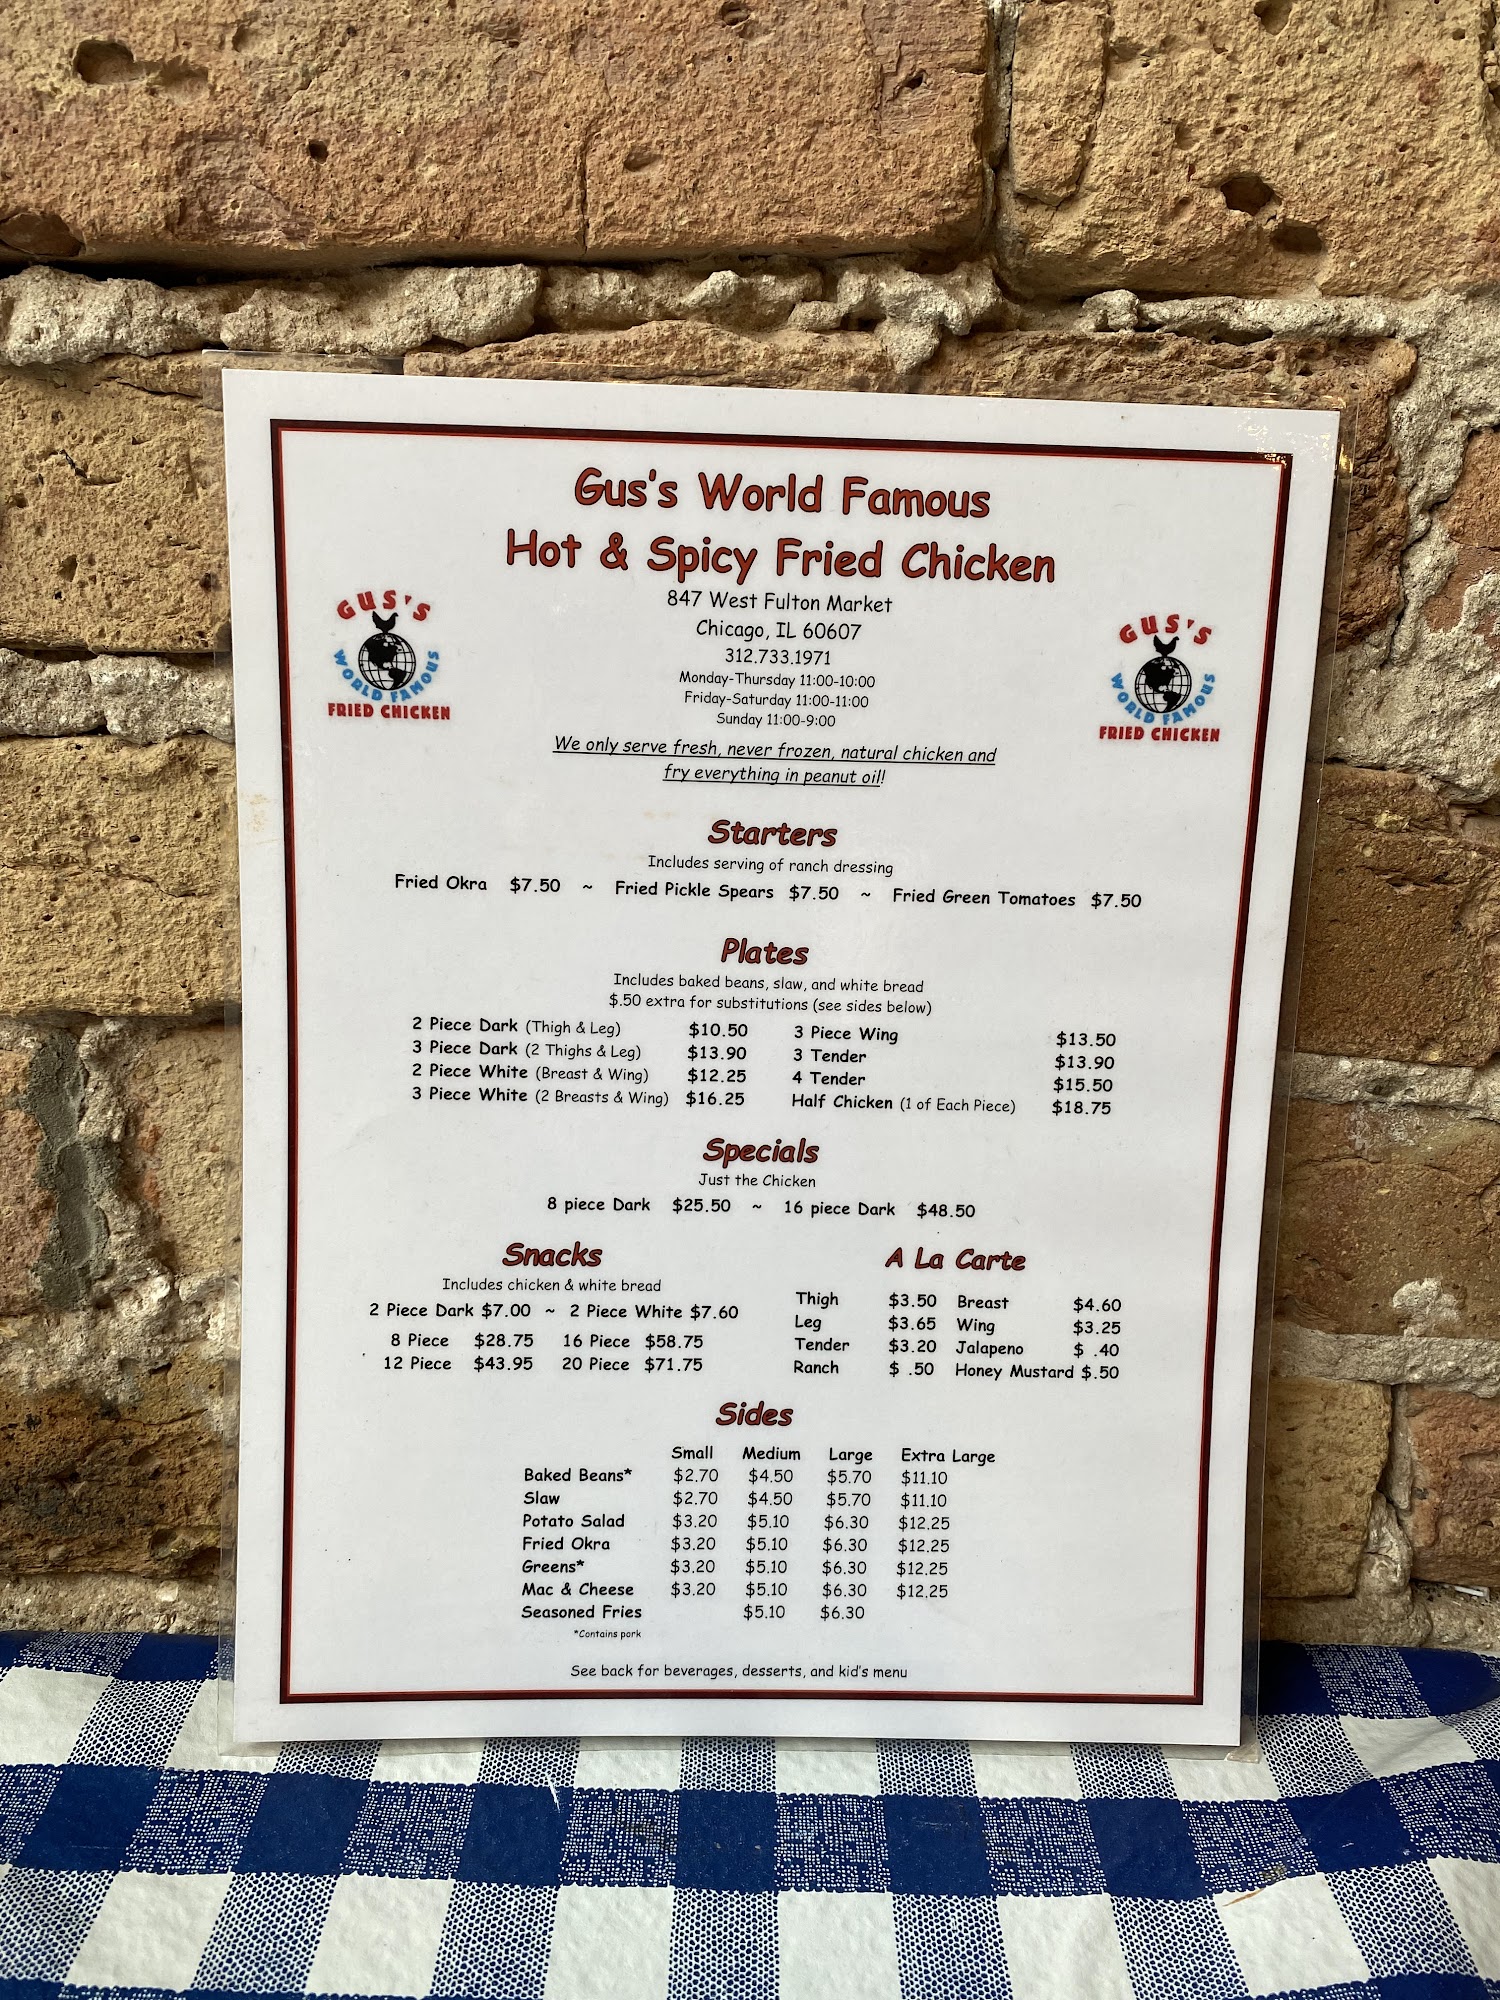 Gus's World Famous
Hot & Spicy Fried Chicken
847 West Fulton Market
Chicago, IL 60607
312.733.1971
Monday-Thursday 11:00-10:00
Friday-Saturday 11:00-11:00
Sunday 11:00-9:00
GUS'S
WORLD FAMOUS
FRIED CHICKEN
GUS'S
WORLD FAMOUS
FRIED CHICKEN
We only serve fresh, never frozen, natural chicken and
fry everything in peanut oil!
Starters
Includes serving of ranch dressing
Fried Okra $7.50 ~ Fried Pickle Spears $7.50 ~ Fried Green Tomatoes $7.50
Plates
Includes baked beans, slaw, and white bread
$.50 extra for substitutions (see sides below)
2 Piece Dark (Thigh & Leg) $10.50 3 Piece Wing $13.50
3 Piece Dark (2 Thighs & Leg) $13.90 3 Tender $13.90
2 Piece White (Breast & Wing) $12.25 4 Tender $15.50
3 Piece White (2 Breasts & Wing) $16.25 Half Chicken (1 of Each Piece) $18.75
Specials
Just the Chicken
8 piece Dark $25.50 ~ 16 piece Dark $48.50
Snacks
Includes chicken & white bread
2 Piece Dark $7.00 ~ 2 Piece White $7.60
8 Piece $28.75 16 Piece $58.75
12 Piece $43.95 20 Piece $71.75
A La Carte
Thigh $3.50 Breast $4.60
Leg $3.65 Wing $3.25
Tender $3.20 Jalapeno $ .40
Ranch $ .50 Honey Mustard $.50
Sides
Small Medium Large Extra Large
Baked Beans* $2.70 $4.50 $5.70 $11.10
Slaw $2.70 $4.50 $5.70 $11.10
Potato Salad $3.20 $5.10 $6.30 $12.25
Fried Okra $3.20 $5.10 $6.30 $12.25
Greens* $3.20 $5.10 $6.30 $12.25
Mac & Cheese $3.20 $5.10 $6.30 $12.25
Seasoned Fries $5.10 $6.30
*Contains pork
See back for beverages, desserts, and kid's menu